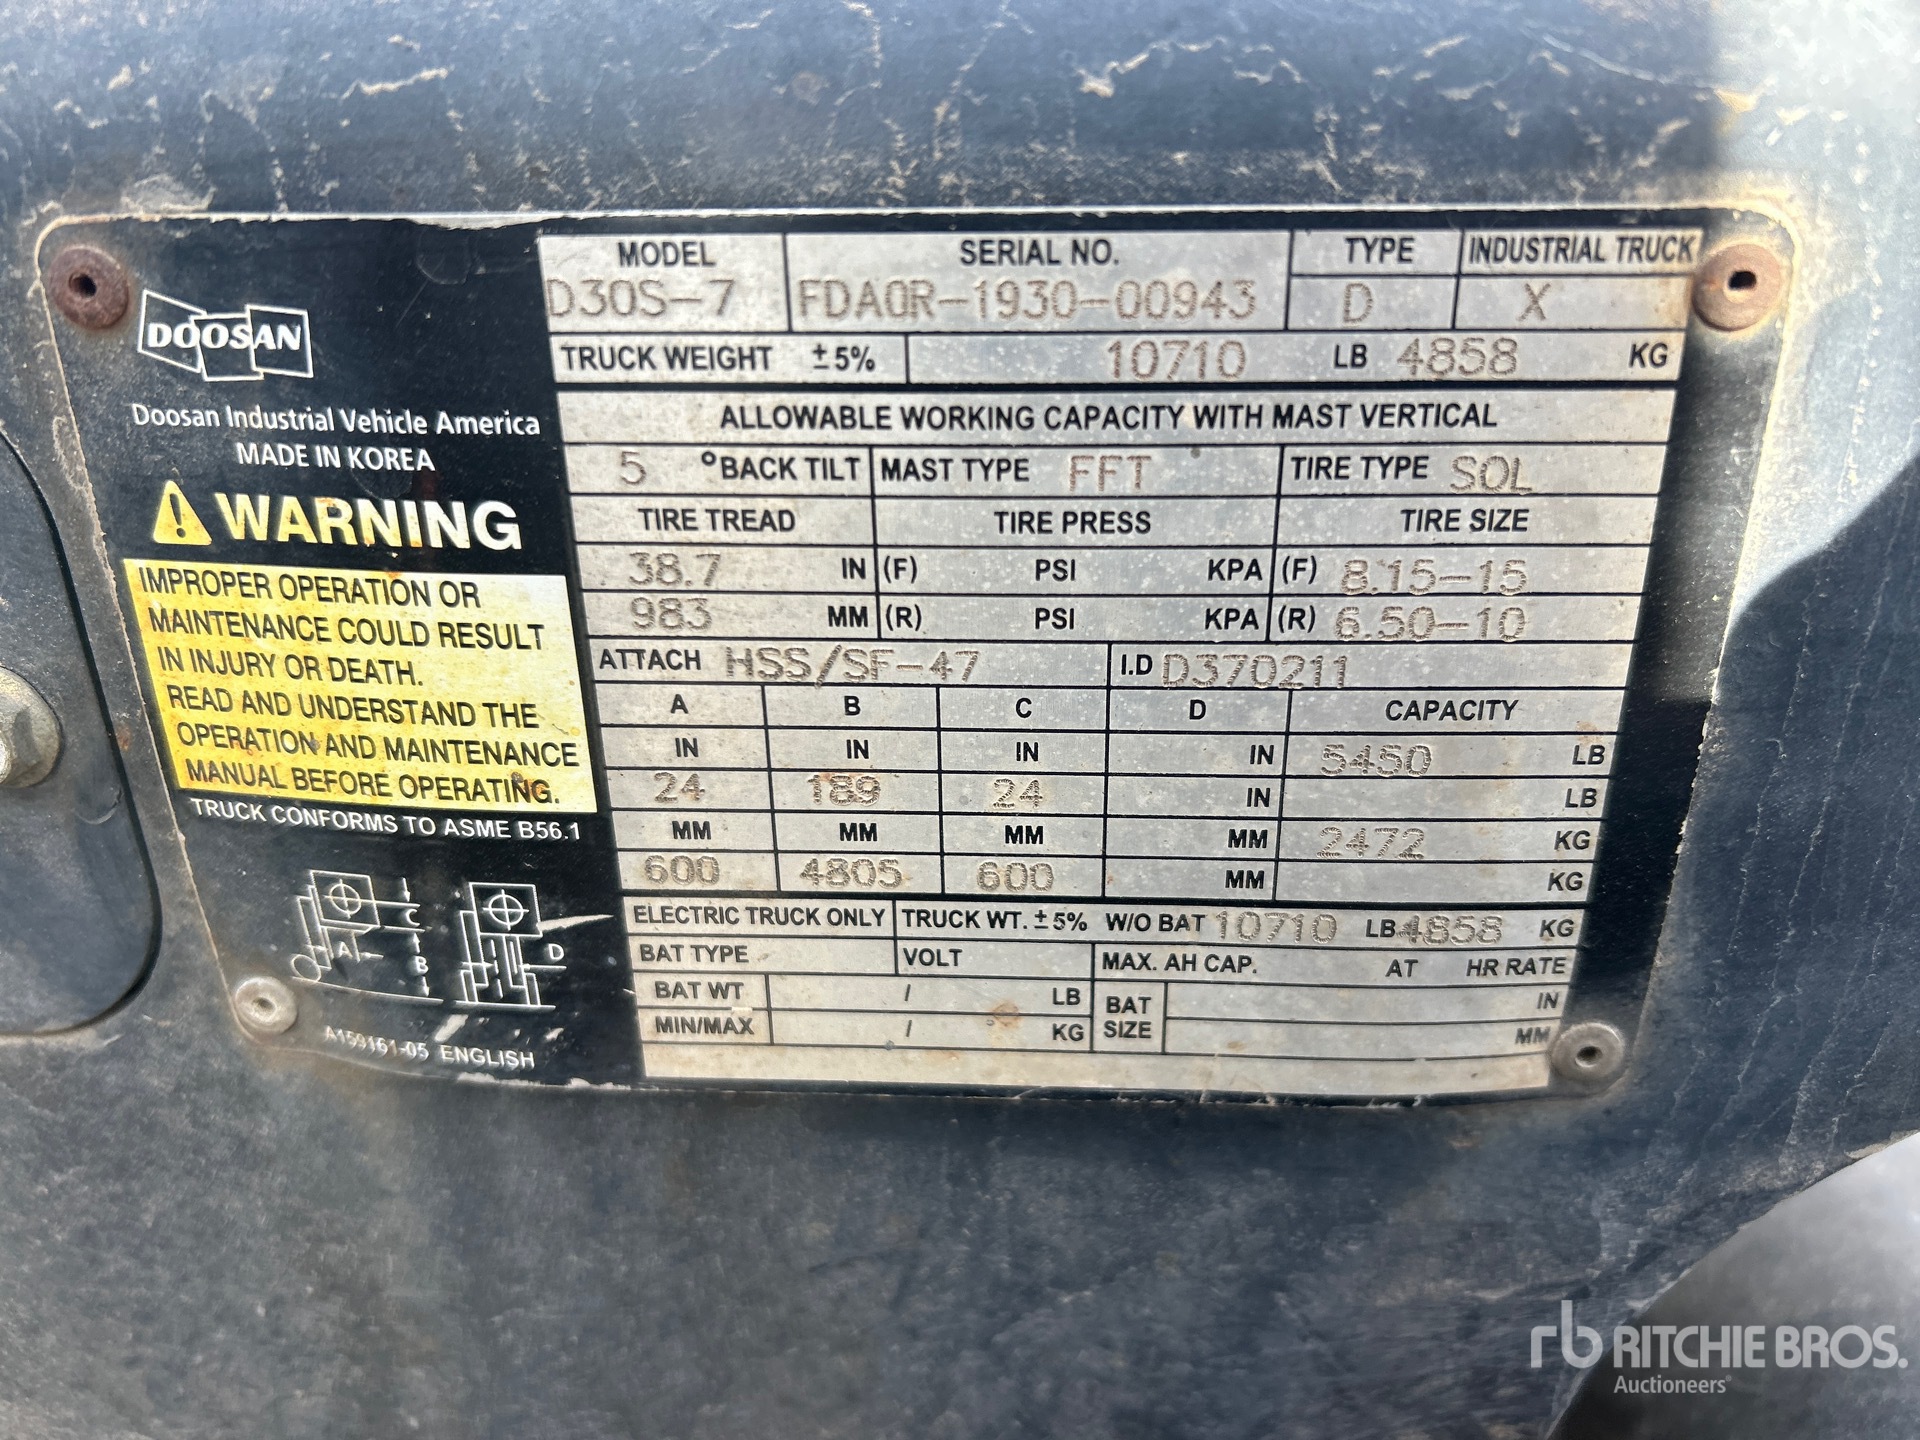 DOOSAN
Doosan Industrial Vehicle America
MADE IN KOREA
WARNING
IMPROPER OPERATION OR
MAINTENANCE COULD RESULT
IN INJURY OR DEATH.
READ AND UNDERSTAND THE
OPERATION AND MAINTENANCE
MANUAL BEFORE OPERATING.
TRUCK CONFORMS TO ASME B56.1
A C B D
A159161-05 ENGLISH
MODEL SERIAL NO. TYPE INDUSTRIAL TRUCK
D30S-7 FDA0R-1930-00943 D X
TRUCK WEIGHT ±5% 10710 LB 4858 KG
ALLOWABLE WORKING CAPACITY WITH MAST VERTICAL
5 °BACK TILT MAST TYPE FFT TIRE TYPE SOL
TIRE TREAD TIRE PRESS TIRE SIZE
38.7 IN (F) PSI KPA (F) 8.15-15
983 MM (R) PSI KPA (R) 6.50-10
ATTACH HSS/SF-47 I.D D370211
A B C D CAPACITY
IN IN IN IN 5450 LB
24 189 24 IN LB
MM MM MM MM 2472 KG
600 4805 600 MM KG
ELECTRIC TRUCK ONLY TRUCK WT. ±5% W/O BAT 10710 LB 4858 KG
BAT TYPE VOLT MAX. AH CAP. AT HR RATE
BAT WT / LB BAT IN
MIN/MAX / KG SIZE MM
rb RITCHIE BROS.
Auctioneers